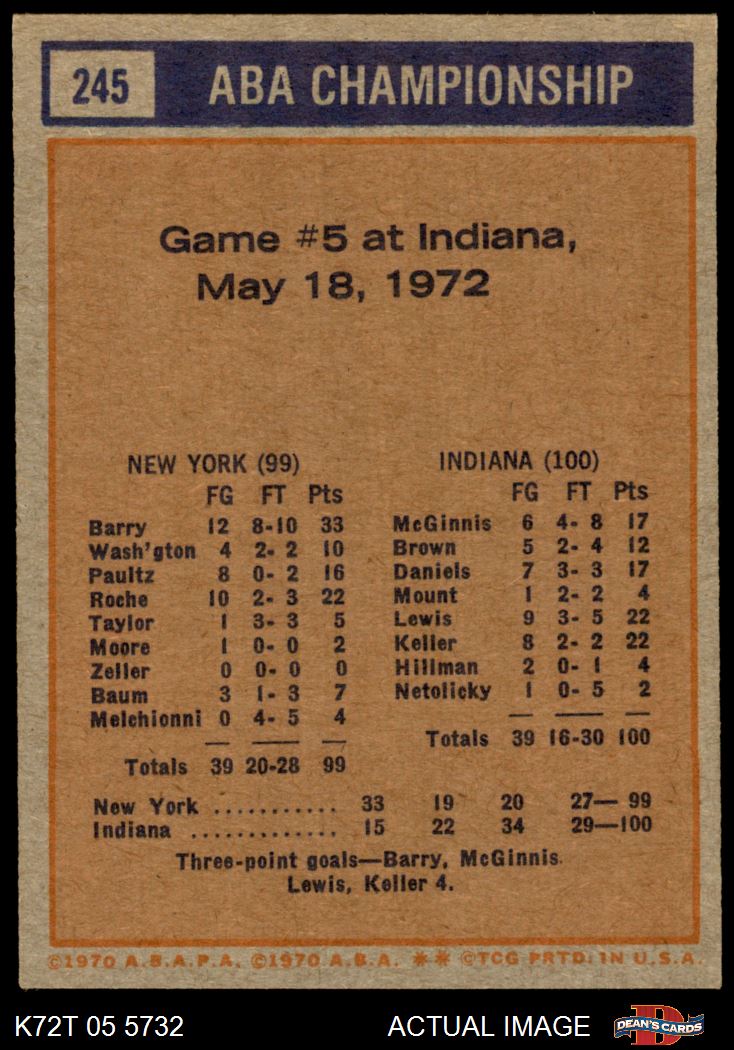 245 ABA CHAMPIONSHIP
Game #5 at Indiana,
May 18, 1972
NEW YORK (99)
FG FT Pts
Barry 12 8-10 33
Wash'gton 4 2- 2 10
Paultz 8 0- 2 16
Roche 10 2- 3 22
Taylor 1 3- 3 5
Moore 1 0- 0 2
Zeller 0 0- 0 0
Baum 3 1- 3 7
Melchionni 0 4- 5 4
Totals 39 20-28 99
INDIANA (100)
FG FT Pts
McGinnis 6 4- 8 17
Brown 5 2- 4 12
Daniels 7 3- 3 17
Mount 1 2- 2 4
Lewis 9 3- 5 22
Keller 8 2- 2 22
Hillman 2 0- 1 4
Netolicky 1 0- 5 2
Totals 39 16-30 100
New York ........... 33 19 20 27— 99
Indiana ............. 15 22 34 29—100
Three-point goals—Barry, McGinnis
Lewis, Keller 4.
©1970 A.B.A.P.A. ©1970 A.B.A. ** ©TCG PRTD. IN U.S.A.
K72T 05 5732 ACTUAL IMAGE
D
DEAN'S CARDS